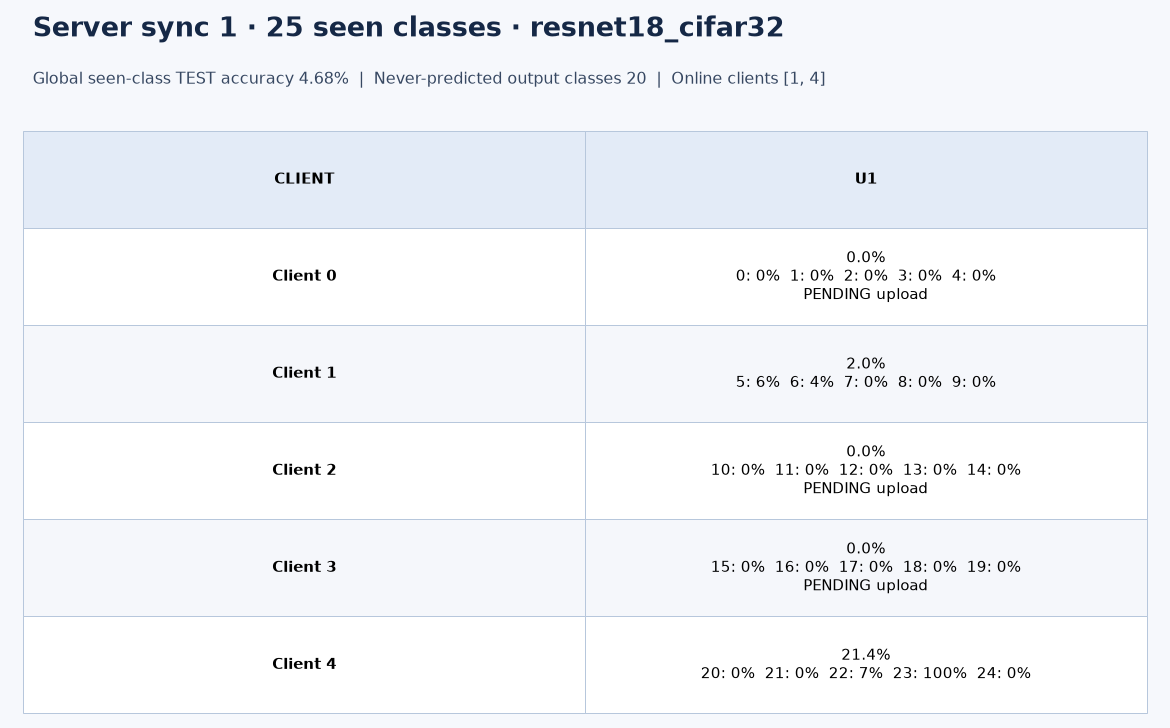 Server sync 1 · 25 seen classes · resnet18_cifar32
Global seen-class TEST accuracy 4.68%  |  Never-predicted output classes 20  |  Online clients [1, 4]
CLIENT
U1
Client 0
0.0%
0: 0%  1: 0%  2: 0%  3: 0%  4: 0%
PENDING upload
Client 1
2.0%
5: 6%  6: 4%  7: 0%  8: 0%  9: 0%
Client 2
0.0%
10: 0%  11: 0%  12: 0%  13: 0%  14: 0%
PENDING upload
Client 3
0.0%
15: 0%  16: 0%  17: 0%  18: 0%  19: 0%
PENDING upload
Client 4
21.4%
20: 0%  21: 0%  22: 7%  23: 100%  24: 0%